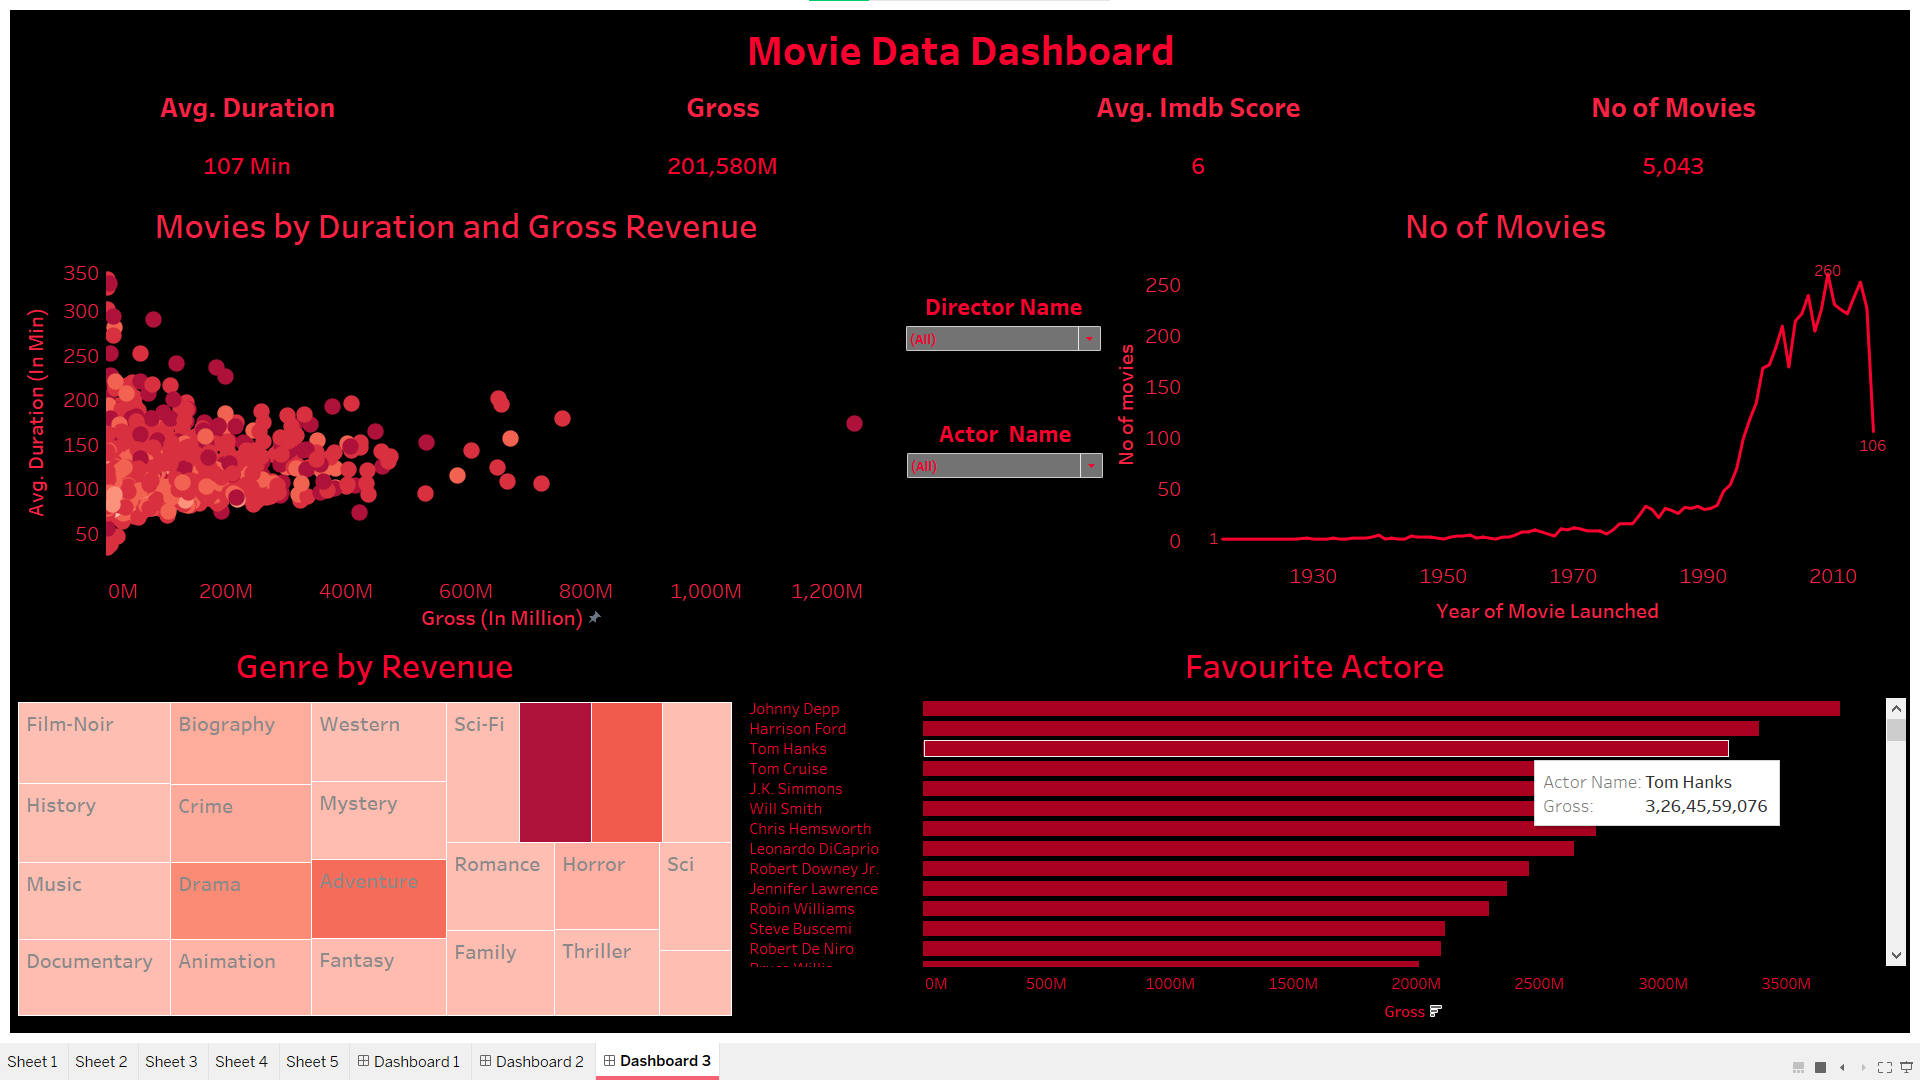 Movie Data Dashboard
Avg. Duration
Gross
Avg. Imdb Score
No of Movies
107 Min
201,580M
6
5,043
Movies by Duration and Gross Revenue
350
300
250
200
150
100
50
Avg. Duration (In Min)
0M
200M
400M
600M
800M
1,000M
1,200M
Gross (In Million)
Director Name
(All)
Actor  Name
(All)
No of Movies
250
200
150
100
50
0
No of movies
260
106
1
1930
1950
1970
1990
2010
Year of Movie Launched
Genre by Revenue
Film-Noir
Biography
Western
Sci-Fi
History
Crime
Mystery
Romance
Horror
Sci
Music
Drama
Adventure
Documentary
Animation
Fantasy
Family
Thriller
Favourite Actore
Johnny Depp
Harrison Ford
Tom Hanks
Tom Cruise
J.K. Simmons
Will Smith
Chris Hemsworth
Leonardo DiCaprio
Robert Downey Jr.
Jennifer Lawrence
Robin Williams
Steve Buscemi
Robert De Niro
Bruce Willis
Actor Name: Tom Hanks
Gross: 3,26,45,59,076
0M
500M
1000M
1500M
2000M
2500M
3000M
3500M
Gross
Sheet 1
Sheet 2
Sheet 3
Sheet 4
Sheet 5
Dashboard 1
Dashboard 2
Dashboard 3